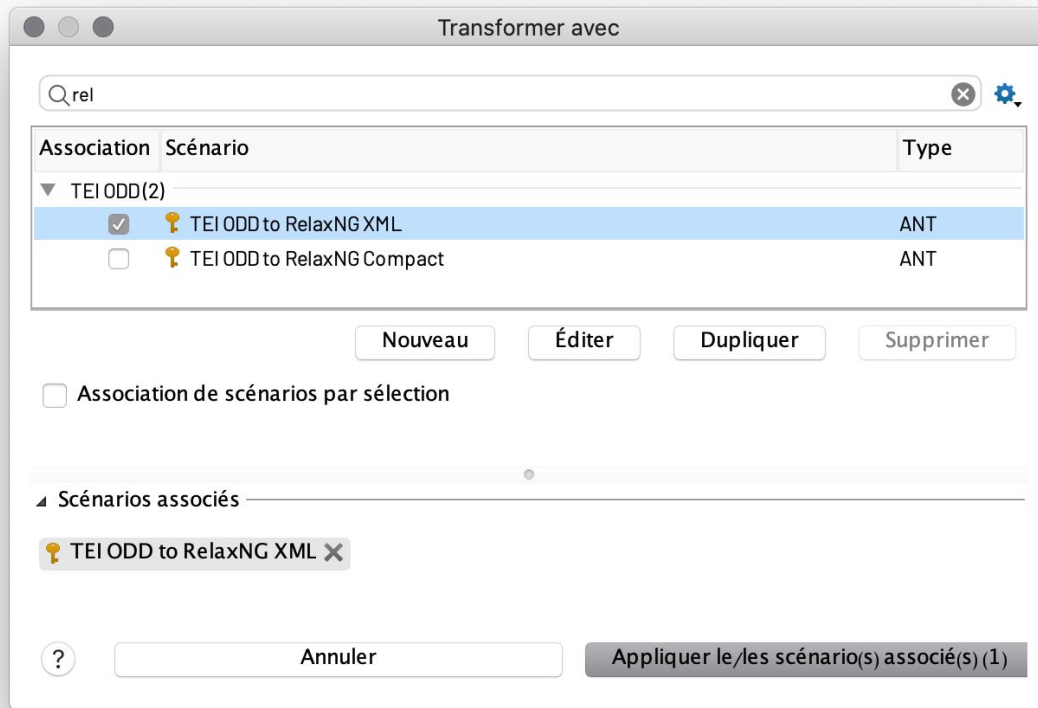 Transformer avec
rel
Association Scénario Type
TEI ODD (2)
TEI ODD to RelaxNG XML ANT
TEI ODD to RelaxNG Compact ANT
Nouveau Éditer Dupliquer Supprimer
Association de scénarios par sélection
Scénarios associés
TEI ODD to RelaxNG XML
? Annuler Appliquer le/les scénario(s) associé(s) (1)